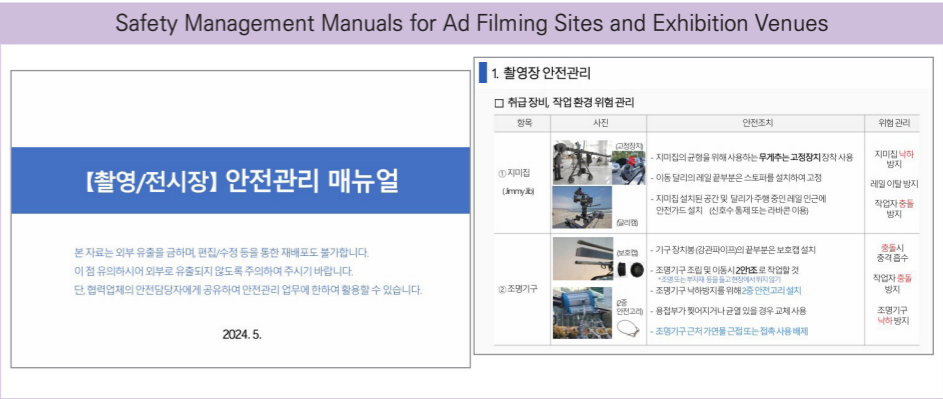 Safety Management Manuals for Ad Filming Sites and Exhibition Venues
【촬영/전시장】 안전관리 매뉴얼
본 자료는 외부 유출을 금하며, 편집/수정 등을 통한 재배포도 불가합니다.
이 점 유의하시어 외부로 유출되지 않도록 주의하여 주시기 바랍니다.
단, 협력업체의 안전담당자에게 공유하여 안전관리 업무에 한하여 활용할 수 있습니다.
2024. 5.
1. 촬영장 안전관리
□ 취급 장비, 작업 환경 위험 관리
항목 사진 안전조치 위험 관리
① 지미집
(Jimmy Jib)
(고정장치)
(달리캡)
- 지미집의 균형을 위해 사용하는 무게추는 고정장치 장착 사용
- 이동 달리의 레일 끝부분은 스토퍼를 설치하여 고정
- 지미집 설치된 공간 및 달리가 주행 중인 레일 인근에
안전가드 설치 (신호수 통제 또는 라바콘 이용)
지미집 낙하
방지
레일 이탈 방지
작업자 충돌
방지
② 조명기구
(보호캡)
(2중
안전고리)
- 기구 장치봉(강관파이프)의 끝부분은 보호캡 설치
- 조명기구 조립 및 이동시 2인1조로 작업할 것
*조명 또는 부자재 등을 들고 현장에서 뛰지 않기
- 조명기구 낙하방지를 위해 2중 안전고리 설치
- 용접부가 찢어지거나 균열 있을 경우 교체 사용
- 조명기구 근처 가연물 근접 또는 접촉 사용 배제
충돌시
충격 흡수
작업자 충돌
방지
조명기구
낙하 방지